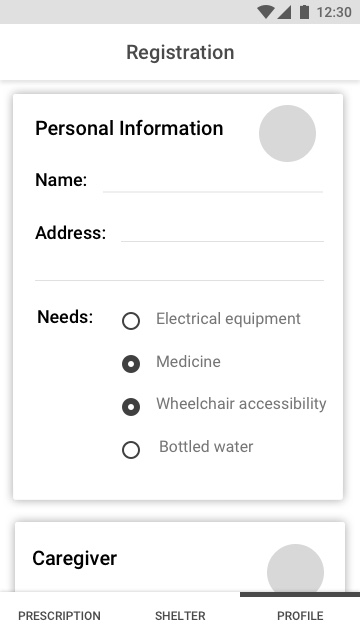 12:30
Registration
Personal Information
Name:
Address:
Needs:
Electrical equipment
Medicine
Wheelchair accessibility
Bottled water
Caregiver
PRESCRIPTION SHELTER PROFILE